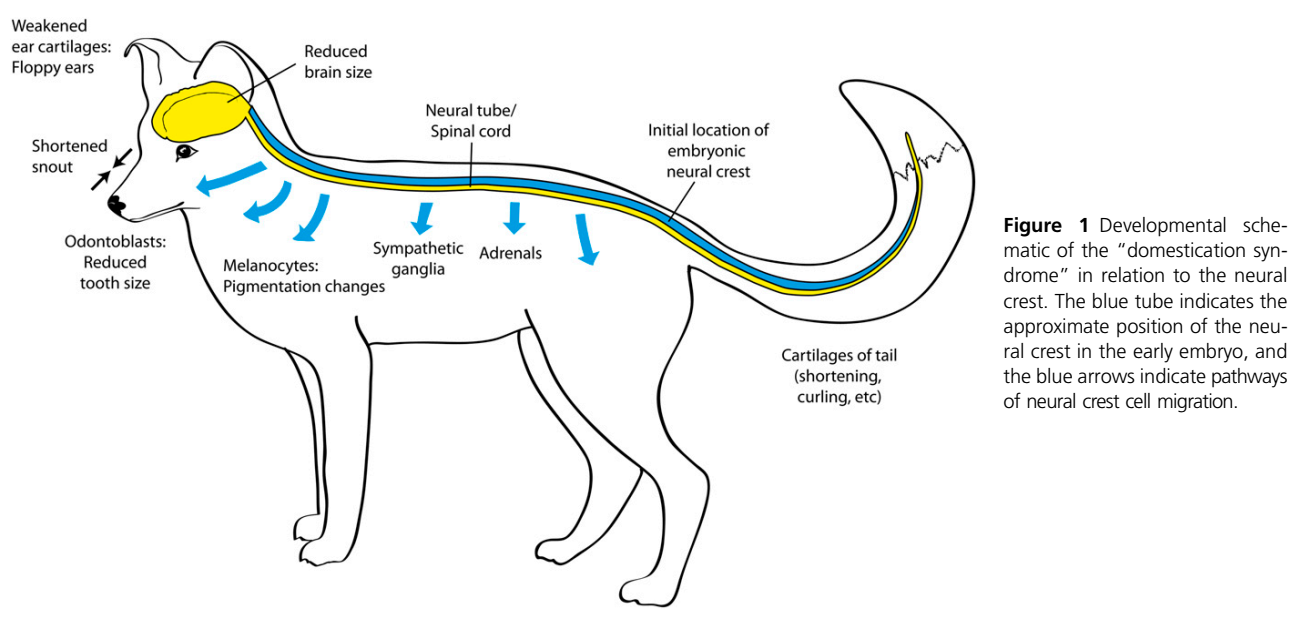 Weakened
ear cartilages:
Floppy ears
Reduced
brain size
Neural tube/
Spinal cord
Initial location of
embryonic
neural crest
Shortened
snout
Odontoblasts:
Reduced
tooth size
Melanocytes:
Pigmentation changes
Sympathetic
ganglia
Adrenals
Cartilages of tail
(shortening,
curling, etc)
Figure 1 Developmental sche-
matic of the “domestication syn-
drome” in relation to the neural
crest. The blue tube indicates the
approximate position of the neu-
ral crest in the early embryo, and
the blue arrows indicate pathways
of neural crest cell migration.